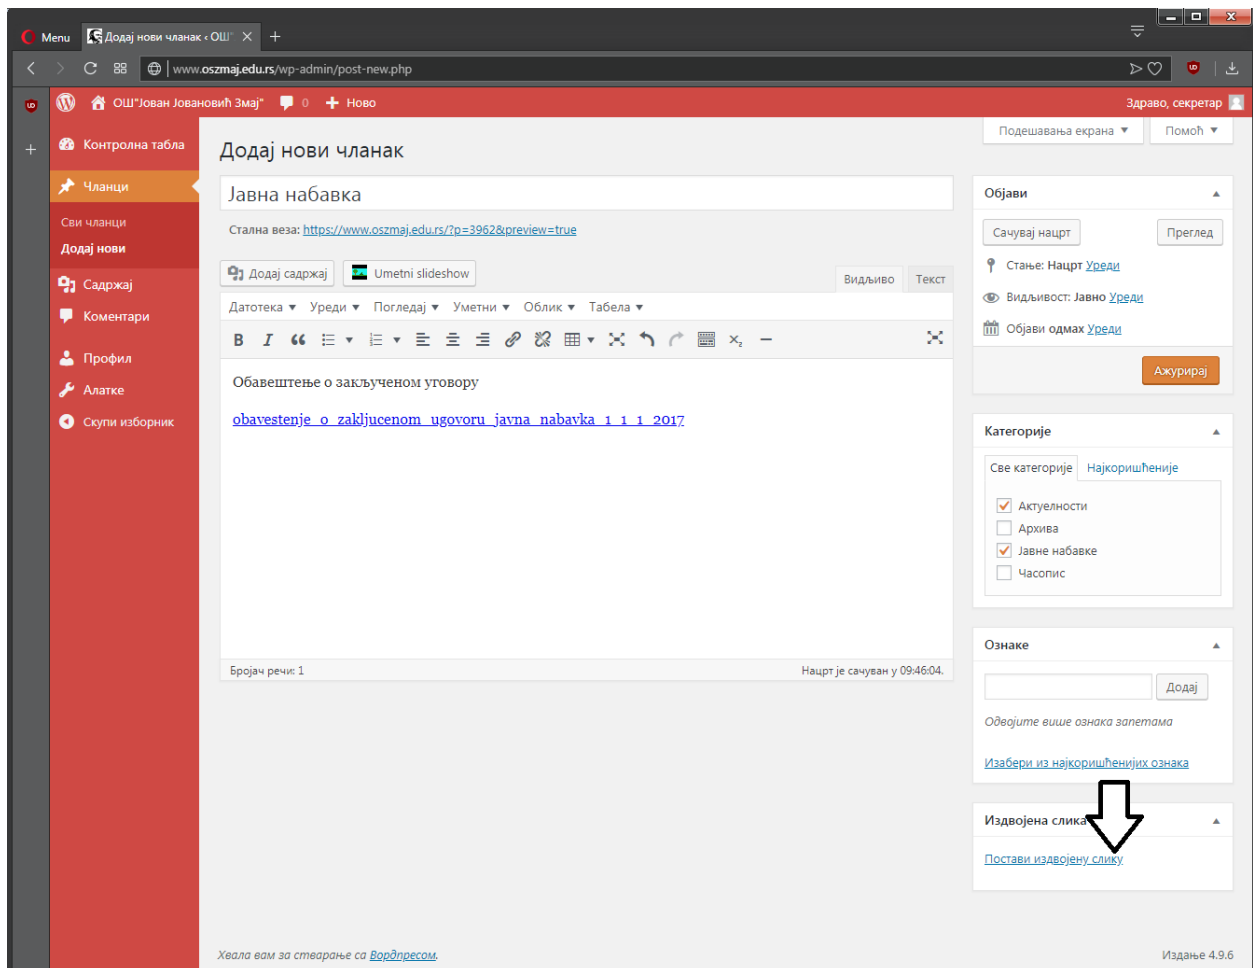 Menu
Додај нови чланак ‹ ОШ"
www.oszmaj.edu.rs/wp-admin/post-new.php
ОШ"Јован Јовановић Змај" 0 Ново
Здраво, секретар
Подешавања екрана
Помоћ
Контролна табла
Чланци
Сви чланци
Додај нови
Садржај
Коментари
Профил
Алатке
Скупи изборник
Додај нови чланак
Јавна набавка
Стална веза: https://www.oszmaj.edu.rs/?p=3962&preview=true
Додај садржај
Umetni slideshow
Видљиво
Текст
Датотека Уреди Погледај Уметни Облик Табела
Обавештење о закљученом уговору
obavestenje_o_zakljucenom_ugovoru_javna_nabavka_1_1_1_2017
Бројач речи: 1
Нацрт је сачуван у 09:46:04.
Објави
Сачувај нацрт
Преглед
Стање: Нацрт Уреди
Видљивост: Јавно Уреди
Објави одмах Уреди
Ажурирај
Категорије
Све категорије
Најкоришћеније
Актуелности
Архива
Јавне набавке
Часопис
Ознаке
Додај
Одвојите више ознака запетама
Изабери из најкоришћенијих ознака
Издвојена слика
Постави издвојену слику
Хвала вам за стварање са Вордпресом.
Издање 4.9.6